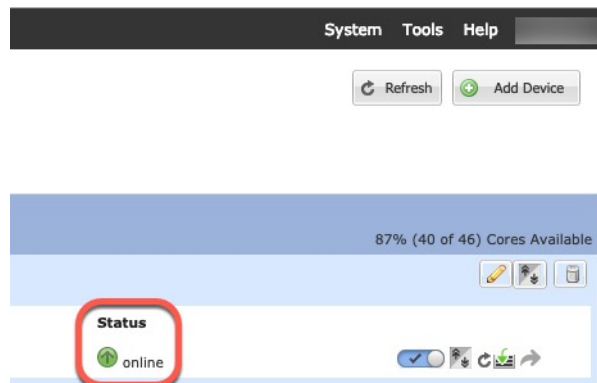 System Tools Help
Refresh Add Device
87% (40 of 46) Cores Available
Status
online